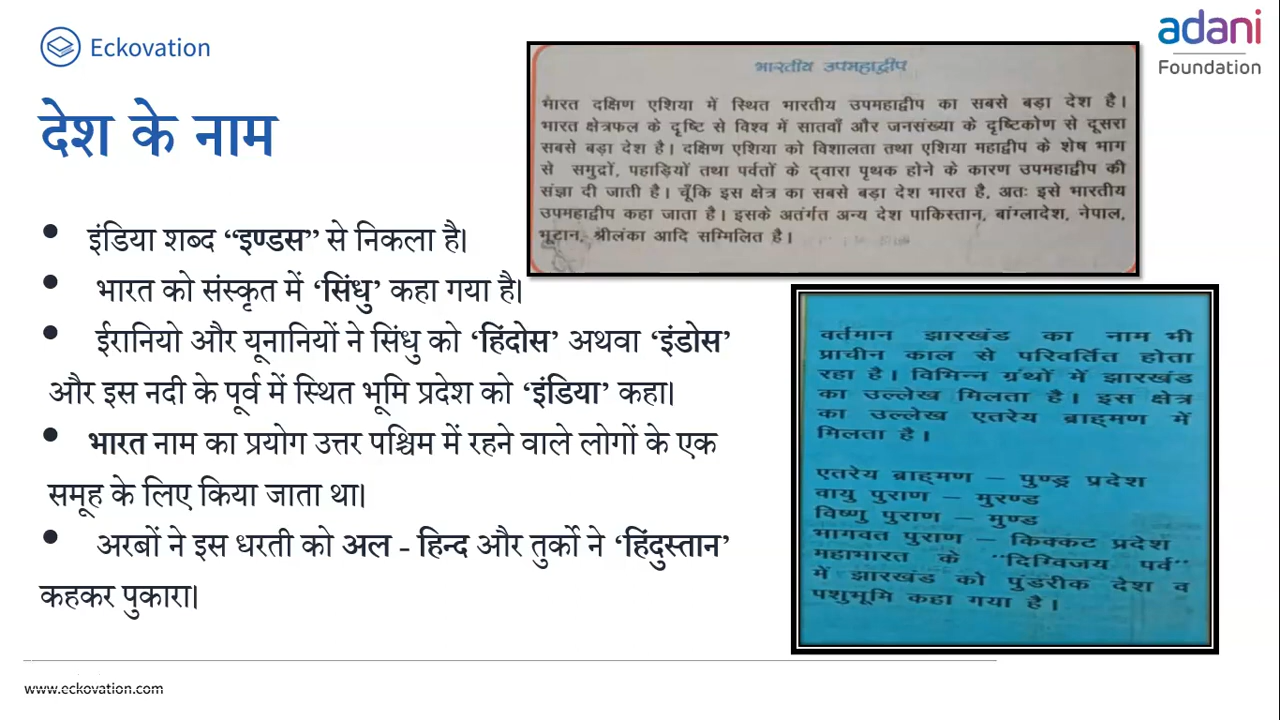 Eckovation
adani
Foundation
देश के नाम
• इंडिया शब्द “इण्डस” से निकला है।
• भारत को संस्कृत में ‘सिंधु’ कहा गया है।
• ईरानियो और यूनानियों ने सिंधु को ‘हिंदोस’ अथवा ‘इंडोस’
और इस नदी के पूर्व में स्थित भूमि प्रदेश को ‘इंडिया’ कहा।
• भारत नाम का प्रयोग उत्तर पश्चिम में रहने वाले लोगों के एक
समूह के लिए किया जाता था।
• अरबों ने इस धरती को अल - हिन्द और तुर्को ने ‘हिंदुस्तान’
कहकर पुकारा।
भारतीय उपमहाद्वीप
भारत दक्षिण एशिया में स्थित भारतीय उपमहाद्वीप का सबसे बड़ा देश है।
भारत क्षेत्रफल के दृष्टि से विश्व में सातवाँ और जनसंख्या के दृष्टिकोण से दूसरा
सबसे बड़ा देश है। दक्षिण एशिया को विशालता तथा एशिया महाद्वीप के शेष भाग
से समुद्रों, पहाड़ियों तथा पर्वतों के द्वारा पृथक होने के कारण उपमहाद्वीप की
संज्ञा दी जाती है। चूँकि इस क्षेत्र का सबसे बड़ा देश भारत है, अतः इसे भारतीय
उपमहाद्वीप कहा जाता है। इसके अतंर्गत अन्य देश पाकिस्तान, बांग्लादेश, नेपाल,
भूटान, श्रीलंका आदि सम्मिलित है।
वर्तमान झारखंड का नाम भी
प्राचीन काल से परिवर्तित होता
रहा है। विभिन्न ग्रंथों में झारखंड
का उल्लेख मिलता है। इस क्षेत्र
का उल्लेख एतरेय ब्राह्मण में
मिलता है।
एतरेय ब्राह्मण – पुण्ड्र प्रदेश
वायु पुराण – मुरण्ड
विष्णु पुराण – मुण्ड
भागवत पुराण – किक्कट प्रदेश
महाभारत के "दिग्विजय पर्व"
में झारखंड को पुंडरीक देश व
पशुभूमि कहा गया है।
www.eckovation.com